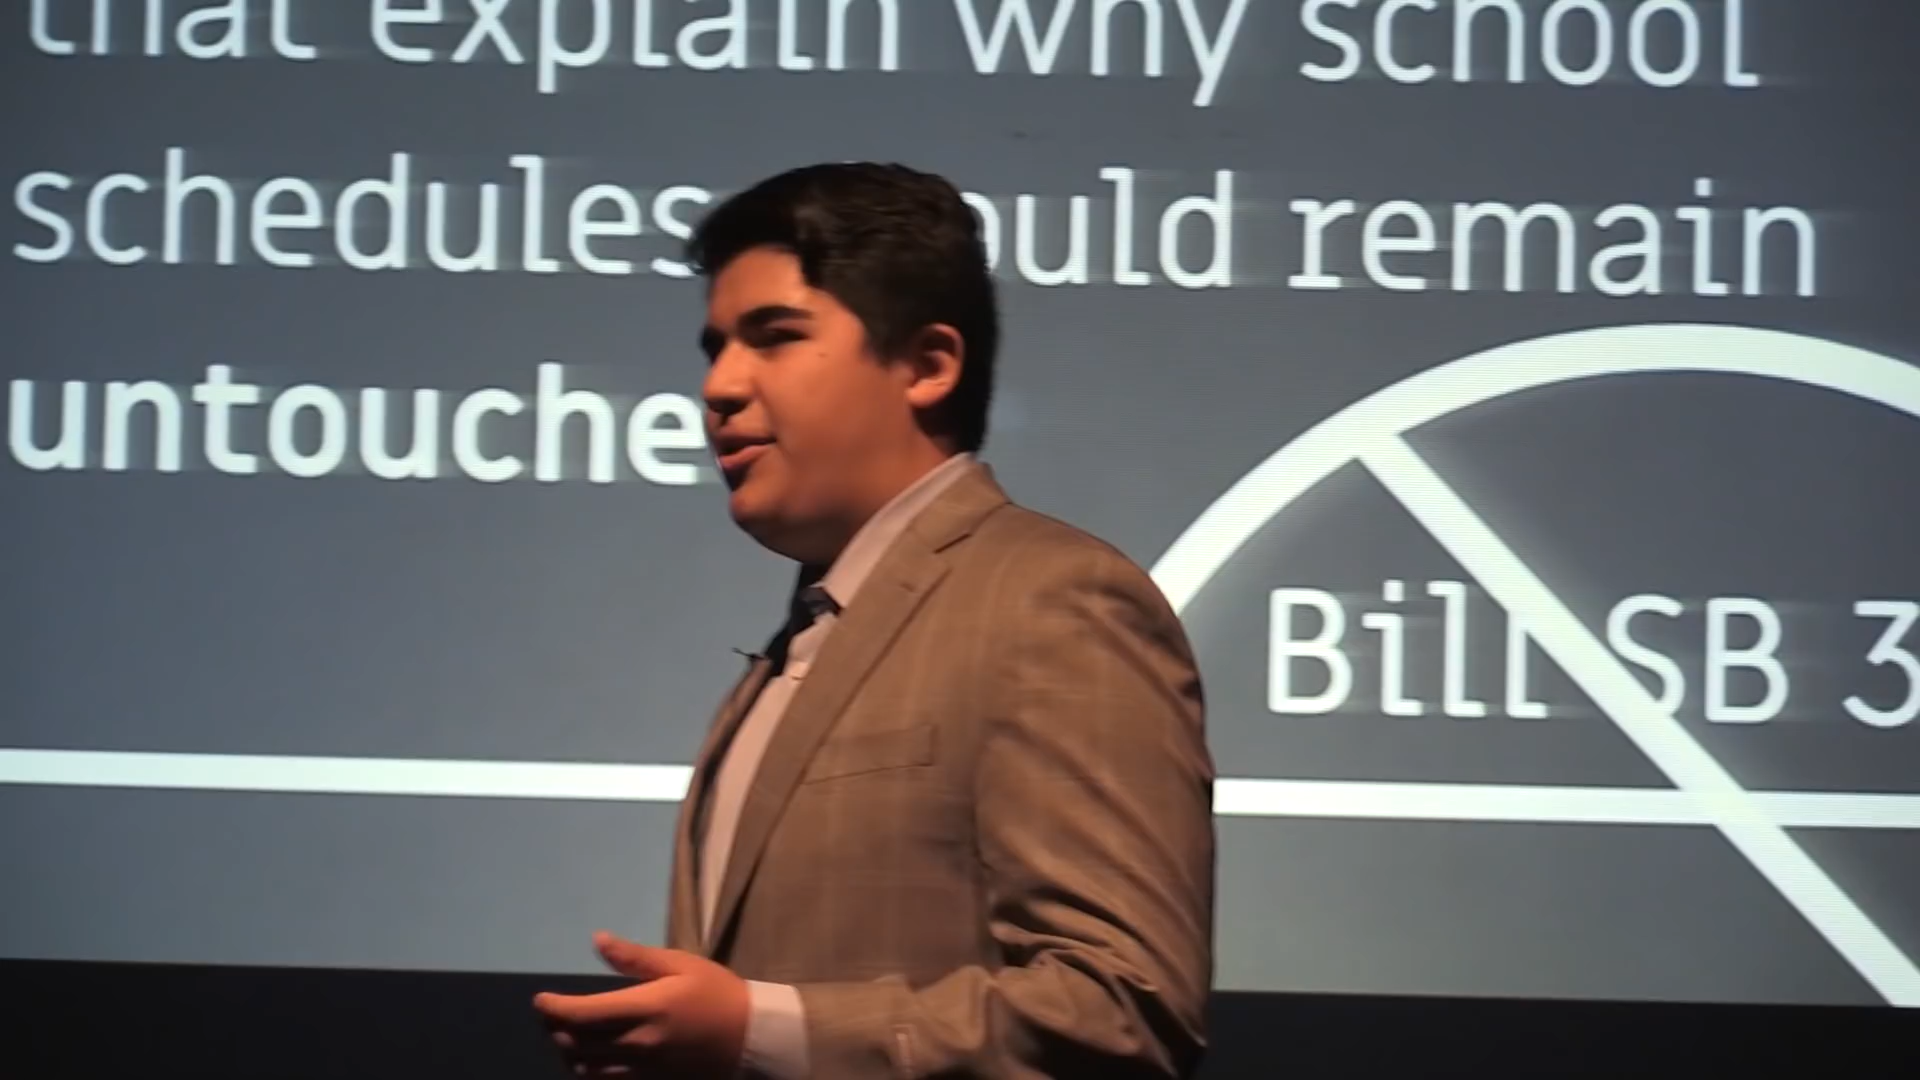 that explain why school
schedules ould remain
untouche
Bill SB 3